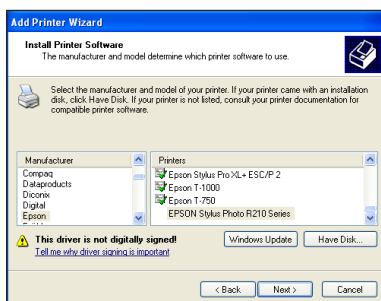 Add Printer Wizard
Install Printer Software
The manufacturer and model determine which printer software to use.
Select the manufacturer and model of your printer. If your printer came with an installation
disk, click Have Disk. If your printer is not listed, consult your printer documentation for
compatible printer software.
Manufacturer
Compaq
Dataproducts
Diconix
Digital
Epson
Printers
Epson Stylus Pro XL+ ESC/P 2
Epson T-1000
Epson T-750
EPSON Stylus Photo R210 Series
This driver is not digitally signed!
Tell me why driver signing is important
Windows Update
Have Disk...
< Back
Next >
Cancel